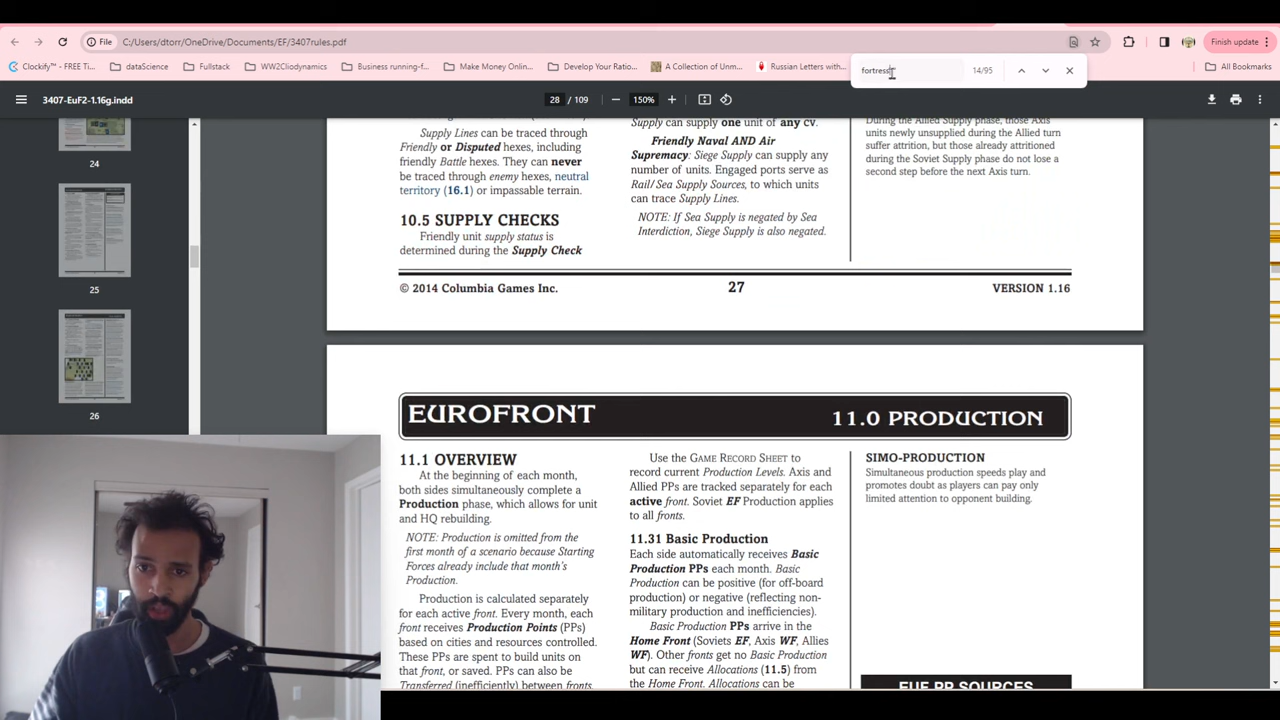 File C:/Users/dtorr/OneDrive/Documents/EF/3407rules.pdf
Finish update
Clockify™ - FREE Ti...
dataScience
Fullstack
WW2Cliodynamics
Business running-f...
Make Money Onlin...
Develop Your Ration...
A Collection of Unm...
Russian Letters with...
All Bookmarks
fortress 14/95
3407-EuF2-1.16g.indd
28 / 109
150%
24
25
26
Supply Lines can be traced through
Friendly or Disputed hexes, including
friendly Battle hexes. They can never
be traced through enemy hexes, neutral
territory (16.1) or impassable terrain.
10.5 SUPPLY CHECKS
Friendly unit supply status is
determined during the Supply Check
Supply can supply one unit of any cv.
Friendly Naval AND Air
Supremacy: Siege Supply can supply any
number of units. Engaged ports serve as
Rail/Sea Supply Sources, to which units
can trace Supply Lines.
NOTE: If Sea Supply is negated by Sea
Interdiction, Siege Supply is also negated.
During the Allied Supply phase, those Axis
units newly unsupplied during the Allied turn
suffer attrition, but those already attritioned
during the Soviet Supply phase do not lose a
second step before the next Axis turn.
© 2014 Columbia Games Inc.
27
VERSION 1.16
EUROFRONT
11.0 PRODUCTION
11.1 OVERVIEW
At the beginning of each month,
both sides simultaneously complete a
Production phase, which allows for unit
and HQ rebuilding.
NOTE: Production is omitted from the
first month of a scenario because Starting
Forces already include that month's
Production.
Production is calculated separately
for each active front. Every month, each
front receives Production Points (PPs)
based on cities and resources controlled.
These PPs are spent to build units on
that front, or saved. PPs can also be
Transferred (inefficiently) between fronts.
Use the GAME RECORD SHEET to
record current Production Levels. Axis and
Allied PPs are tracked separately for each
active front. Soviet EF Production applies
to all fronts.
11.31 Basic Production
Each side automatically receives Basic
Production PPs each month. Basic
Production can be positive (for off-board
production) or negative (reflecting non-
military production and inefficiencies).
Basic Production PPs arrive in the
Home Front (Soviets EF, Axis WF, Allies
WF). Other fronts get no Basic Production
but can receive Allocations (11.5) from
the Home Front. Allocations can be
SIMO-PRODUCTION
Simultaneous production speeds play and
promotes doubt as players can pay only
limited attention to opponent building.
EUF PP SOURCES